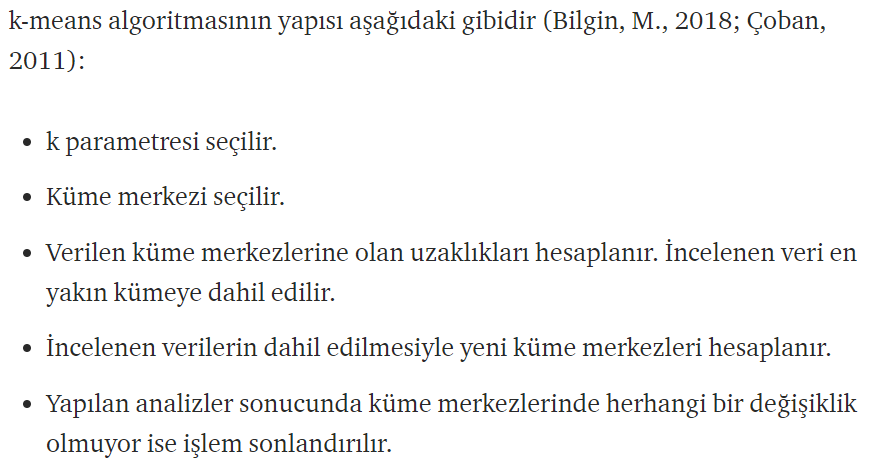 k-means algoritmasının yapısı aşağıdaki gibidir (Bilgin, M., 2018; Çoban,
2011):
• k parametresi seçilir.
• Küme merkezi seçilir.
• Verilen küme merkezlerine olan uzaklıkları hesaplanır. İncelenen veri en
yakın kümeye dahil edilir.
• İncelenen verilerin dahil edilmesiyle yeni küme merkezleri hesaplanır.
• Yapılan analizler sonucunda küme merkezlerinde herhangi bir değişiklik
olmuyor ise işlem sonlandırılır.